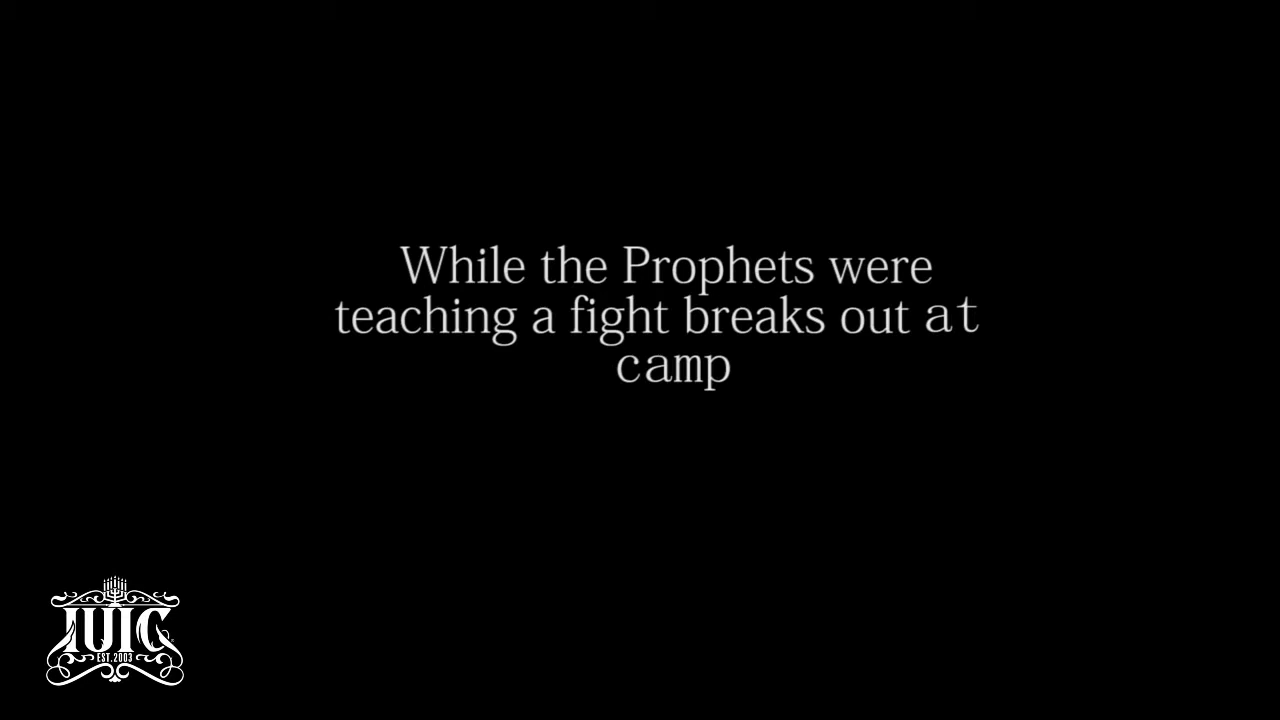 While the Prophets were
teaching a fight breaks out at
camp
IUIC
EST. 2003